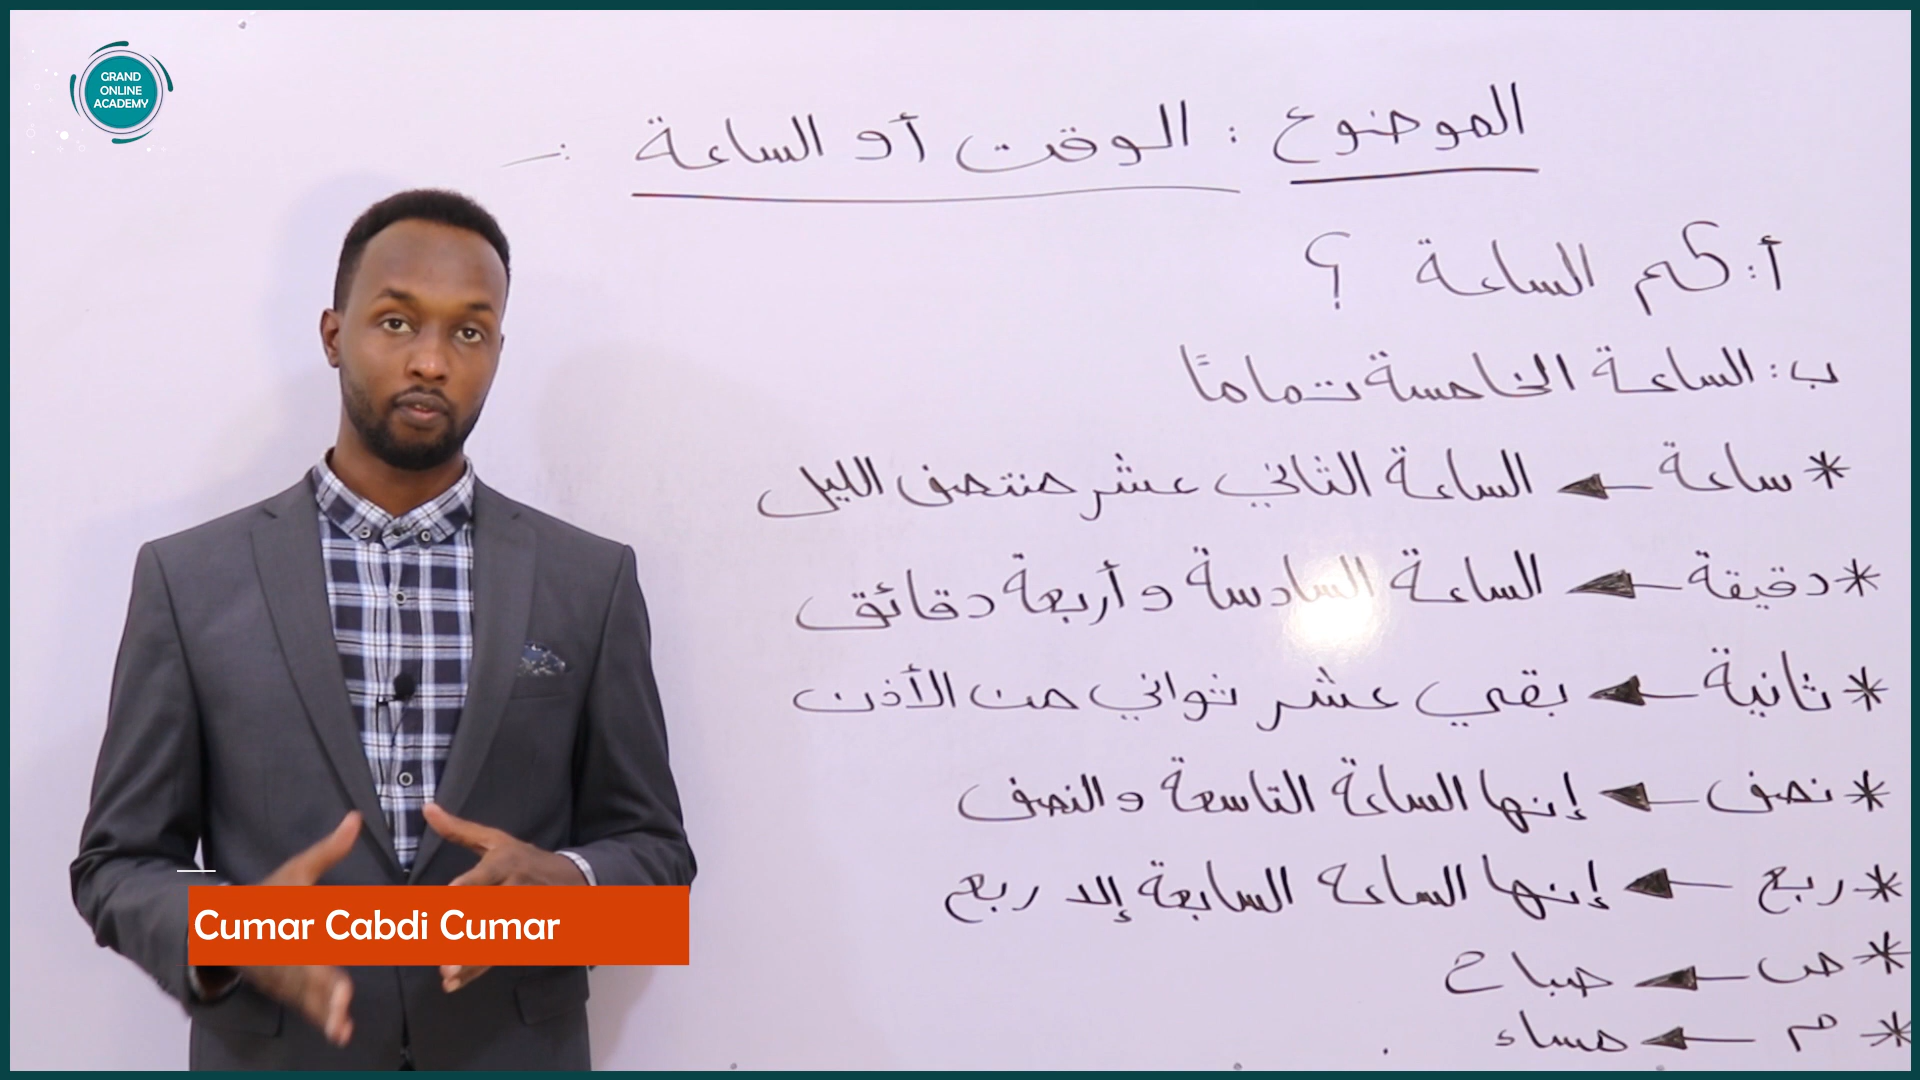 GRAND
ONLINE
ACADEMY
الموضوع : الوقت أو الساعة :-
أ: كم الساعة ؟
ب: الساعة الخامسة تمامًا
* ساعة ← الساعة الثاني عشر منتصف الليل
* دقيقة ← الساعة السادسة و أربعة دقائق
* ثانية ← بقي عشر ثواني من الأذن
* نصف ← إنها الساعة التاسعة و النصف
* ربع ← إنها الساعة السابعة إلا ربع
* ص ← صباح
* م ← مساء
Cumar Cabdi Cumar